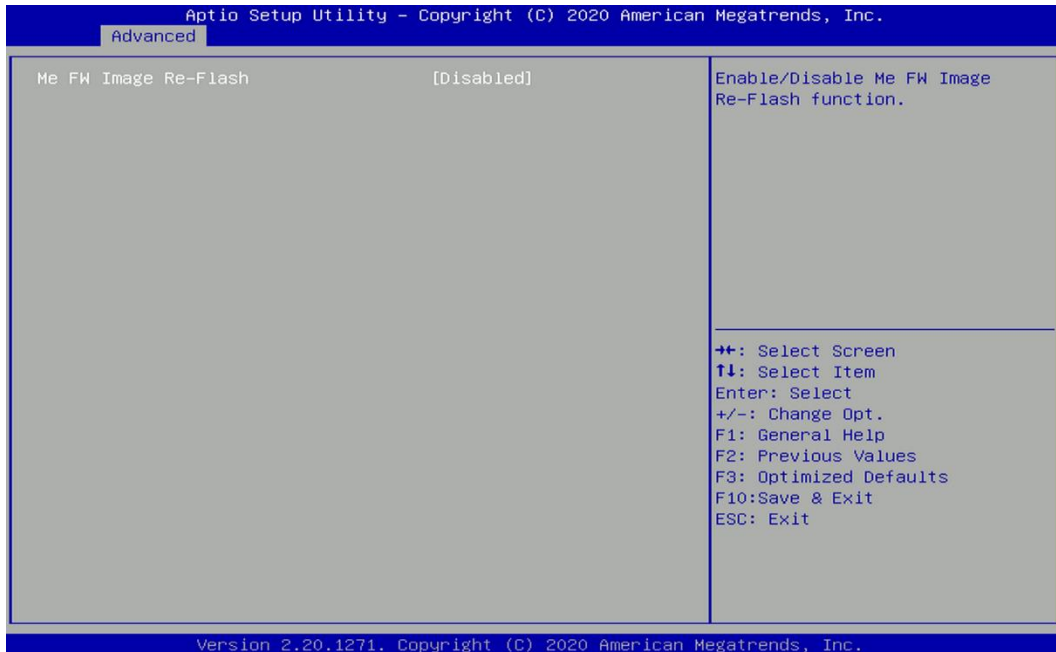 Aptio Setup Utility – Copyright (C) 2020 American Megatrends, Inc.
Advanced
Me FW Image Re-Flash [Disabled]
Enable/Disable Me FW Image
Re-Flash function.
→←: Select Screen
↑↓: Select Item
Enter: Select
+/-: Change Opt.
F1: General Help
F2: Previous Values
F3: Optimized Defaults
F10:Save & Exit
ESC: Exit
Version 2.20.1271. Copyright (C) 2020 American Megatrends, Inc.